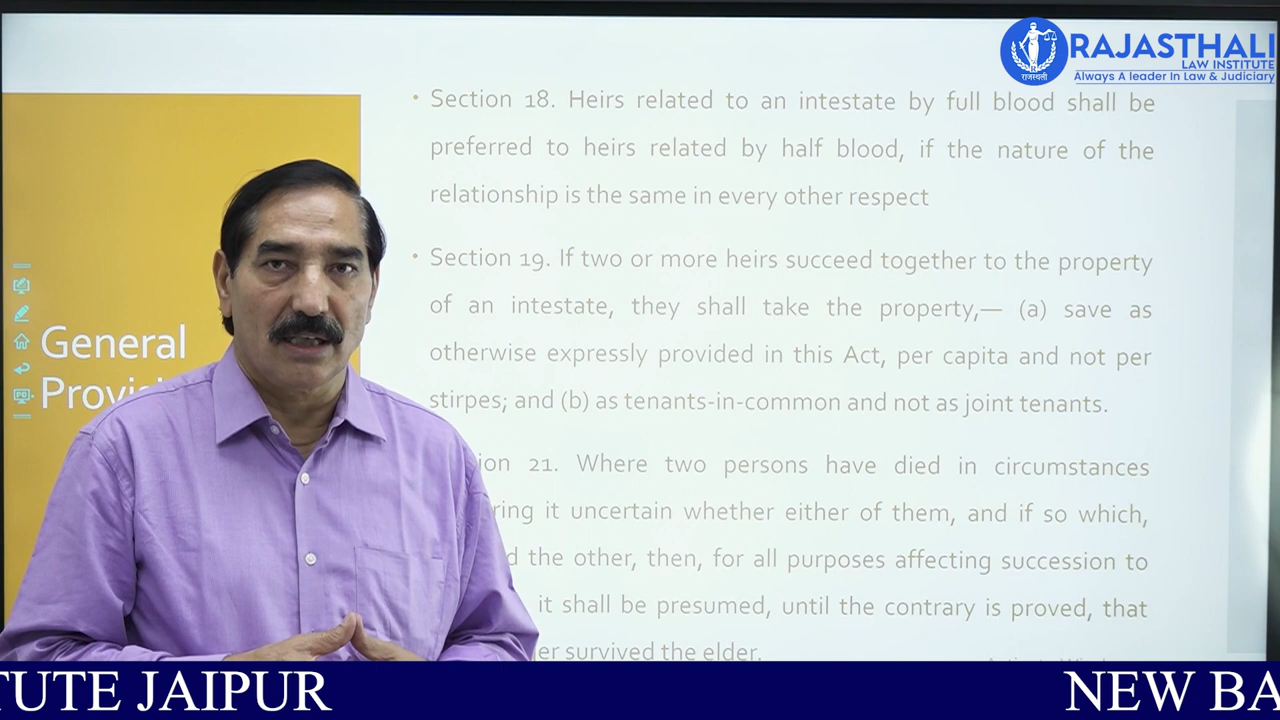 RAJASTHALI
LAW INSTITUTE
Always A leader In Law & Judiciary
राजस्थली
• Section 18. Heirs related to an intestate by full blood shall be
preferred to heirs related by half blood, if the nature of the
relationship is the same in every other respect
• Section 19. If two or more heirs succeed together to the property
of an intestate, they shall take the property,— (a) save as
otherwise expressly provided in this Act, per capita and not per
stirpes; and (b) as tenants-in-common and not as joint tenants.
21. Where two persons have died in circumstances
it uncertain whether either of them, and if so which,
the other, then, for all purposes affecting succession to
it shall be presumed, until the contrary is proved, that
survived the elder.
General
TUTE JAIPUR
NEW BA